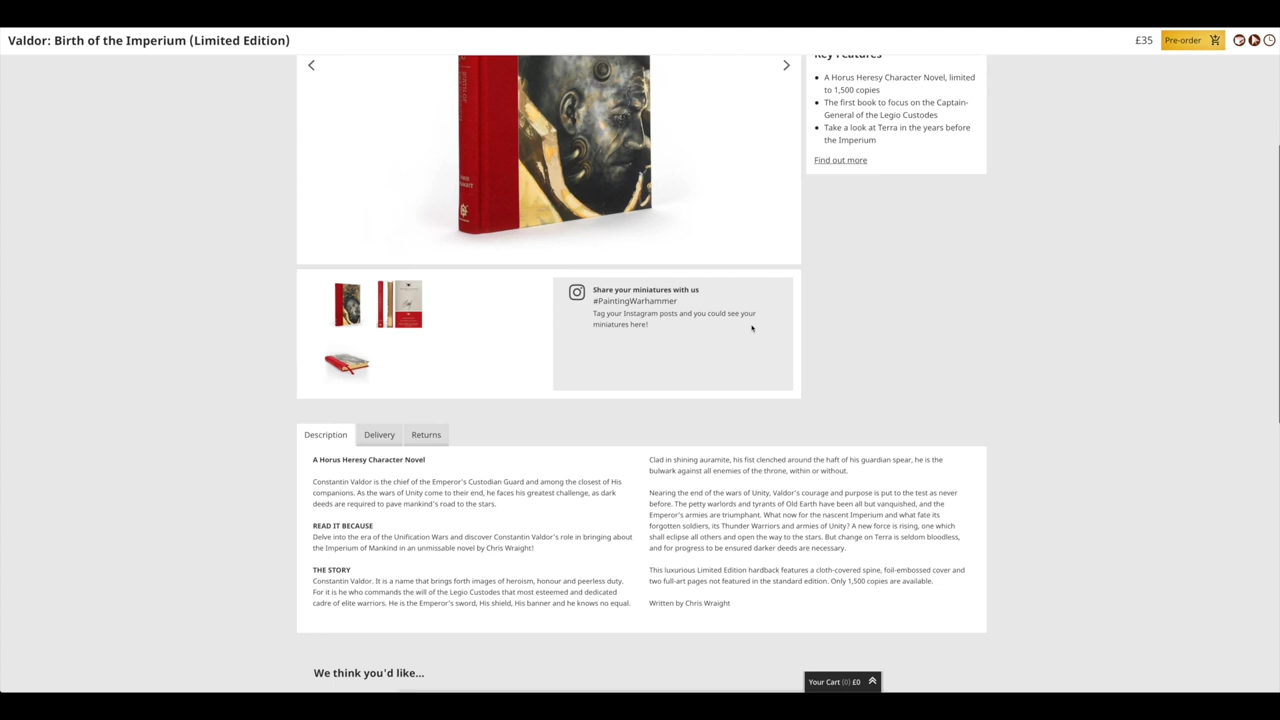 Valdor: Birth of the Imperium (Limited Edition)
£35
Pre-order
Key Features
A Horus Heresy Character Novel, limited
to 1,500 copies
The first book to focus on the Captain-
General of the Legio Custodes
Take a look at Terra in the years before
the Imperium
Find out more
Share your miniatures with us
#PaintingWarhammer
Tag your Instagram posts and you could see your
miniatures here!
Description
Delivery
Returns
A Horus Heresy Character Novel
Constantin Valdor is the chief of the Emperor's Custodian Guard and among the closest of His
companions. As the wars of Unity come to their end, he faces his greatest challenge, as dark
deeds are required to pave mankind's road to the stars.
READ IT BECAUSE
Delve into the era of the Unification Wars and discover Constantin Valdor's role in bringing about
the Imperium of Mankind in an unmissable novel by Chris Wraight!
THE STORY
Constantin Valdor. It is a name that brings forth images of heroism, honour and peerless duty.
For it is he who commands the will of the Legio Custodes that most esteemed and dedicated
cadre of elite warriors. He is the Emperor's sword, His shield, His banner and he knows no equal.
Clad in shining auramite, his fist clenched around the haft of his guardian spear, he is the
bulwark against all enemies of the throne, within or without.
Nearing the end of the wars of Unity, Valdor's courage and purpose is put to the test as never
before. The petty warlords and tyrants of Old Earth have been all but vanquished, and the
Emperor's armies are triumphant. What now for the nascent Imperium and what fate its
forgotten soldiers, its Thunder Warriors and armies of Unity? A new force is rising, one which
shall eclipse all others and open the way to the stars. But change on Terra is seldom bloodless,
and for progress to be ensured darker deeds are necessary.
This luxurious Limited Edition hardback features a cloth-covered spine, foil-embossed cover and
two full-art pages not featured in the standard edition. Only 1,500 copies are available.
Written by Chris Wraight
We think you'd like...
Your Cart (0) £0